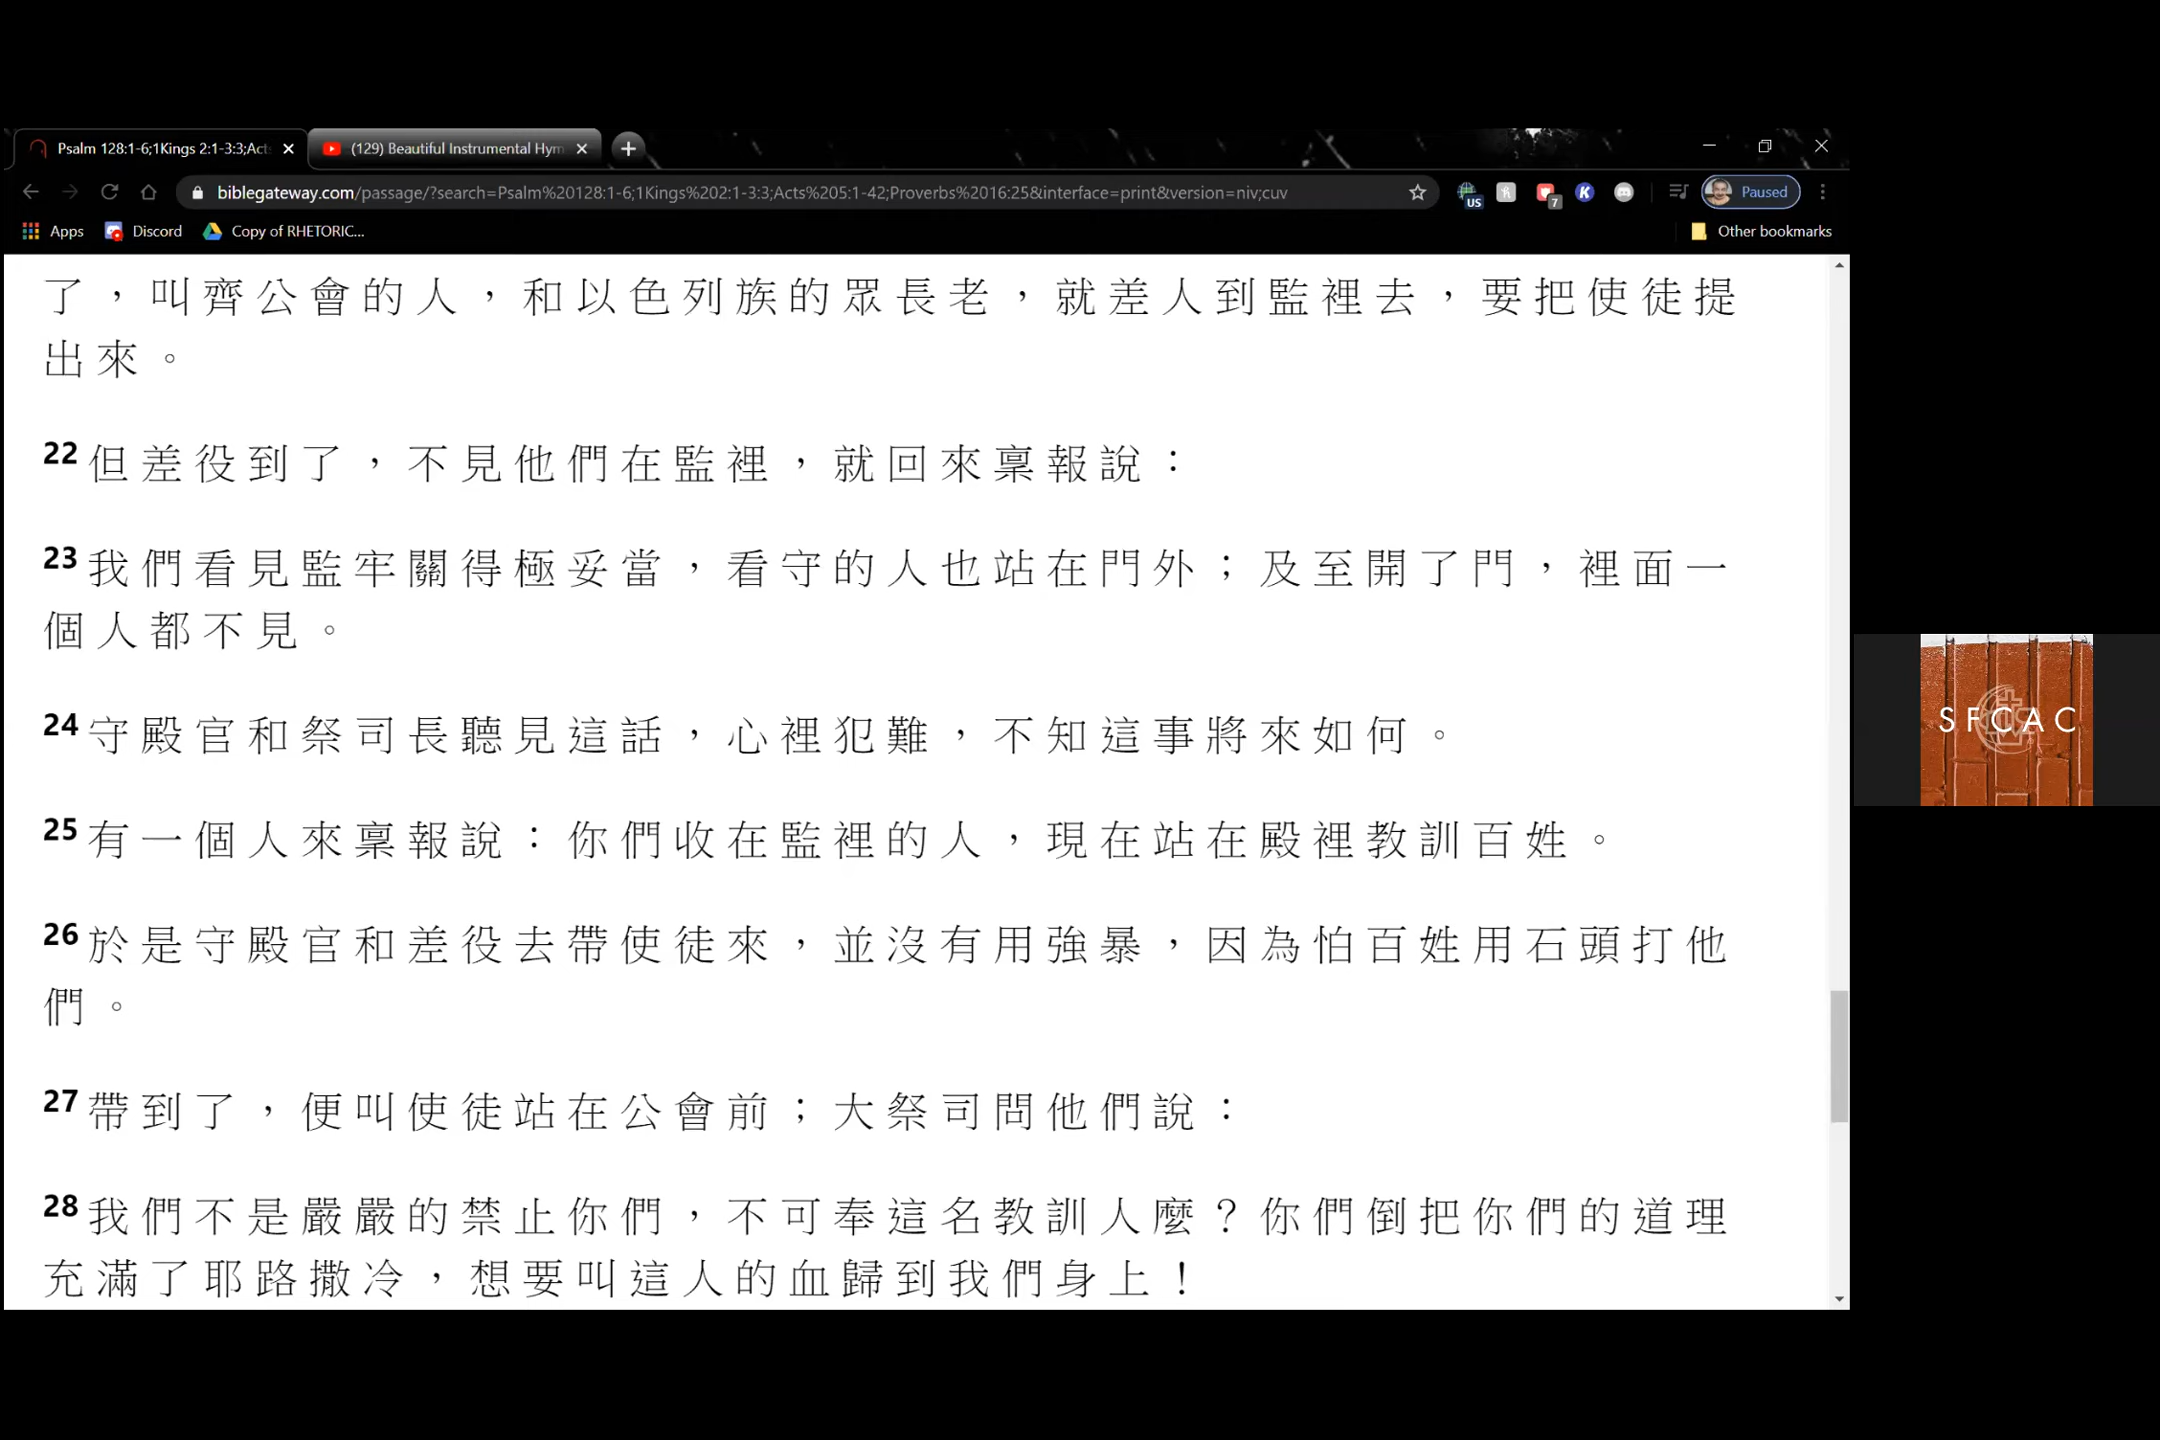 Psalm 128:1-6;1Kings 2:1-3:3;Act
(129) Beautiful Instrumental Hym
biblegateway.com/passage/?search=Psalm%20128:1-6;1Kings%202:1-3:3;Acts%205:1-42;Proverbs%2016:25&interface=print&version=niv;cuv
US
7
Paused
Apps
Discord
Copy of RHETORIC...
Other bookmarks
了，叫齊公會的人，和以色列族的眾長老，就差人到監裡去，要把使徒提
出來。
22 但差役到了，不見他們在監裡，就回來稟報說：
23 我們看見監牢關得極妥當，看守的人也站在門外；及至開了門，裡面一
個人都不見。
24 守殿官和祭司長聽見這話，心裡犯難，不知這事將來如何。
25 有一個人來稟報說：你們收在監裡的人，現在站在殿裡教訓百姓。
26 於是守殿官和差役去帶使徒來，並沒有用強暴，因為怕百姓用石頭打他
們。
27 帶到了，便叫使徒站在公會前；大祭司問他們說：
28 我們不是嚴嚴的禁止你們，不可奉這名教訓人麼？你們倒把你們的道理
充滿了耶路撒冷，想要叫這人的血歸到我們身上！
SFCAC